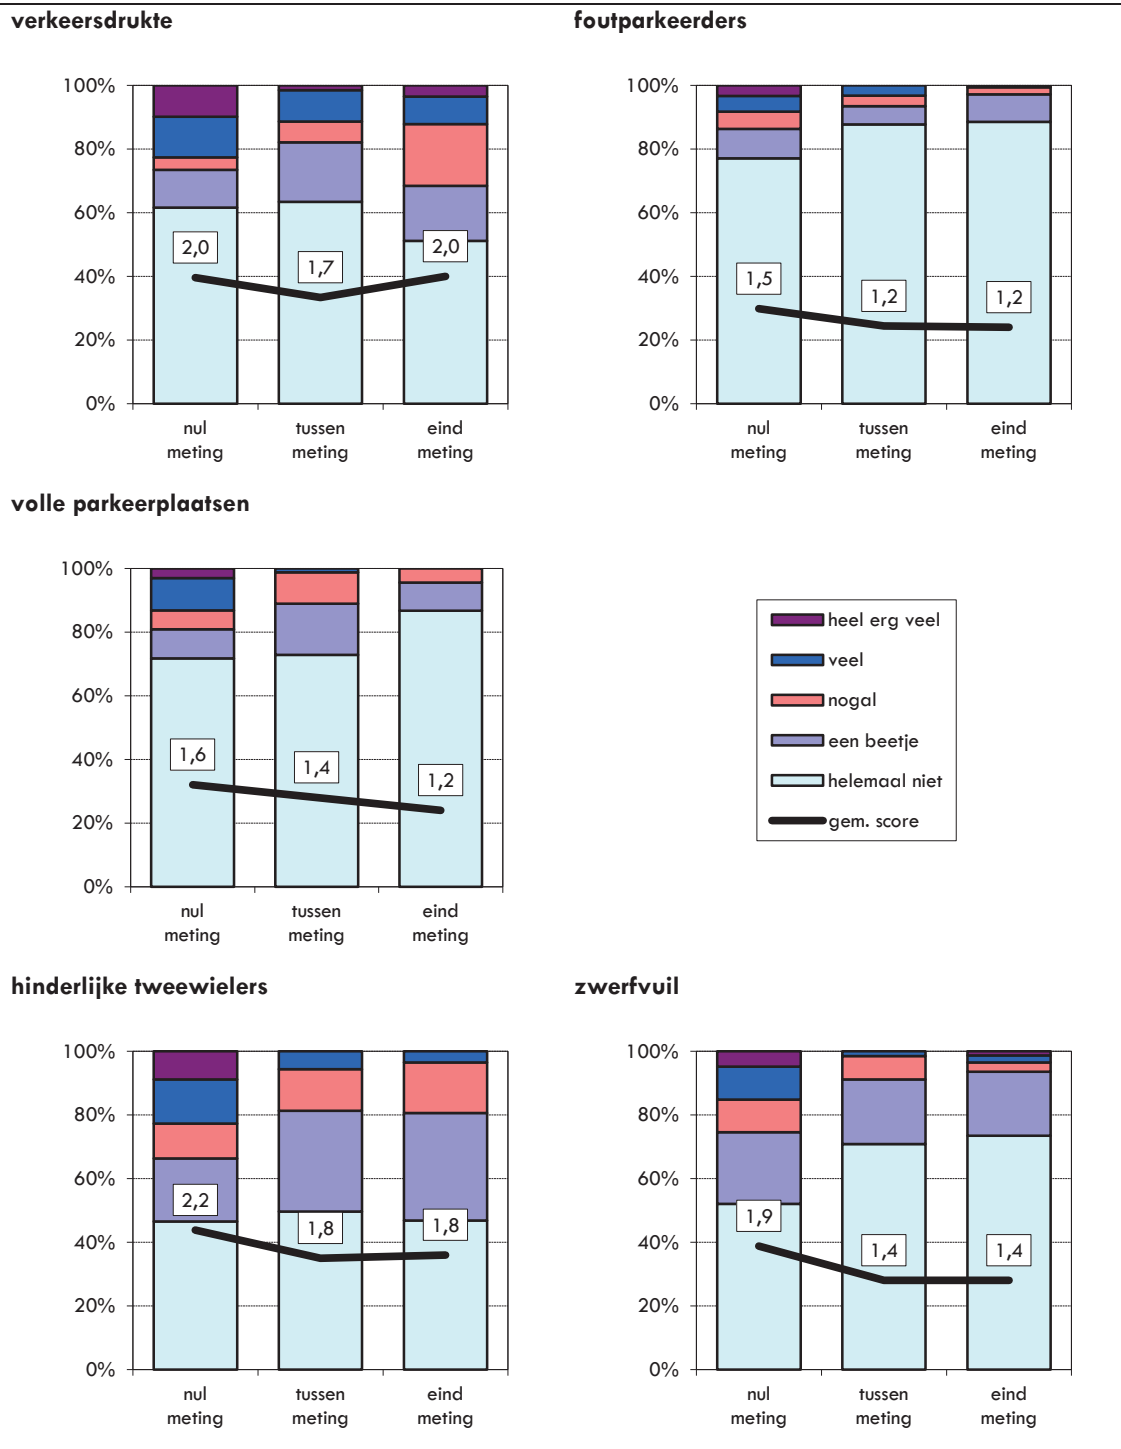 verkeersdrukte
100%
80%
60%
40%
20%
0%
2,0
1,7
2,0
nul meting
tussen meting
eind meting
foutparkeerders
100%
80%
60%
40%
20%
0%
1,5
1,2
1,2
nul meting
tussen meting
eind meting
volle parkeerplaatsen
100%
80%
60%
40%
20%
0%
1,6
1,4
1,2
nul meting
tussen meting
eind meting
heel erg veel
veel
nogal
een beetje
helemaal niet
gem. score
hinderlijke tweewielers
100%
80%
60%
40%
20%
0%
2,2
1,8
1,8
nul meting
tussen meting
eind meting
zwerfvuil
100%
80%
60%
40%
20%
0%
1,9
1,4
1,4
nul meting
tussen meting
eind meting